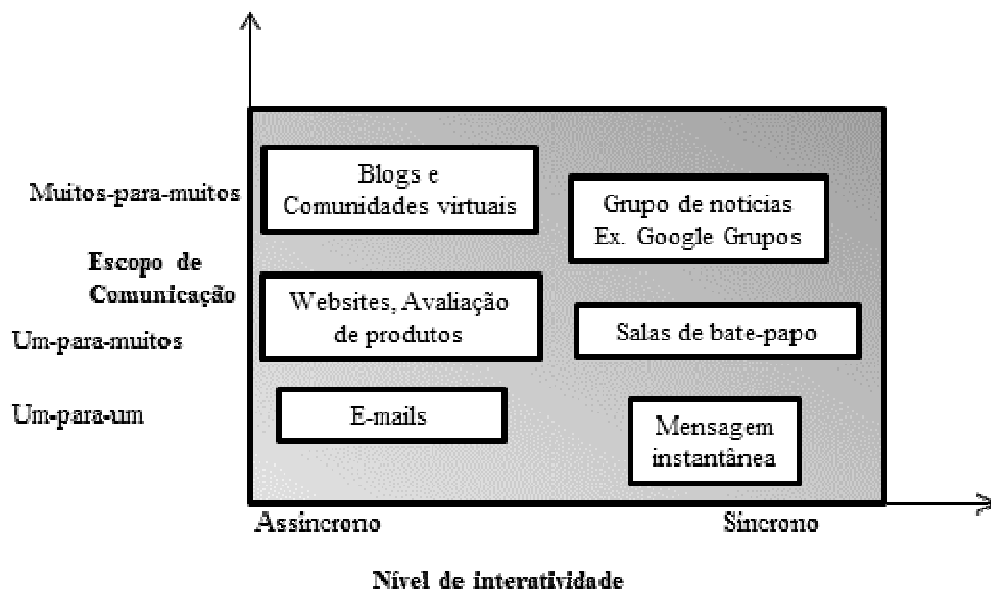 Muitos-para-muitos
Blogs e
Comunidades virtuais
Grupo de notícias
Ex. Google Grupos
Escopo de
Comunicação
Websites, Avaliação
de produtos
Um-para-muitos
Salas de bate-papo
Um-para-um
E-mails
Mensagem
instantânea
Assíncrono
Síncrono
Nível de interatividade